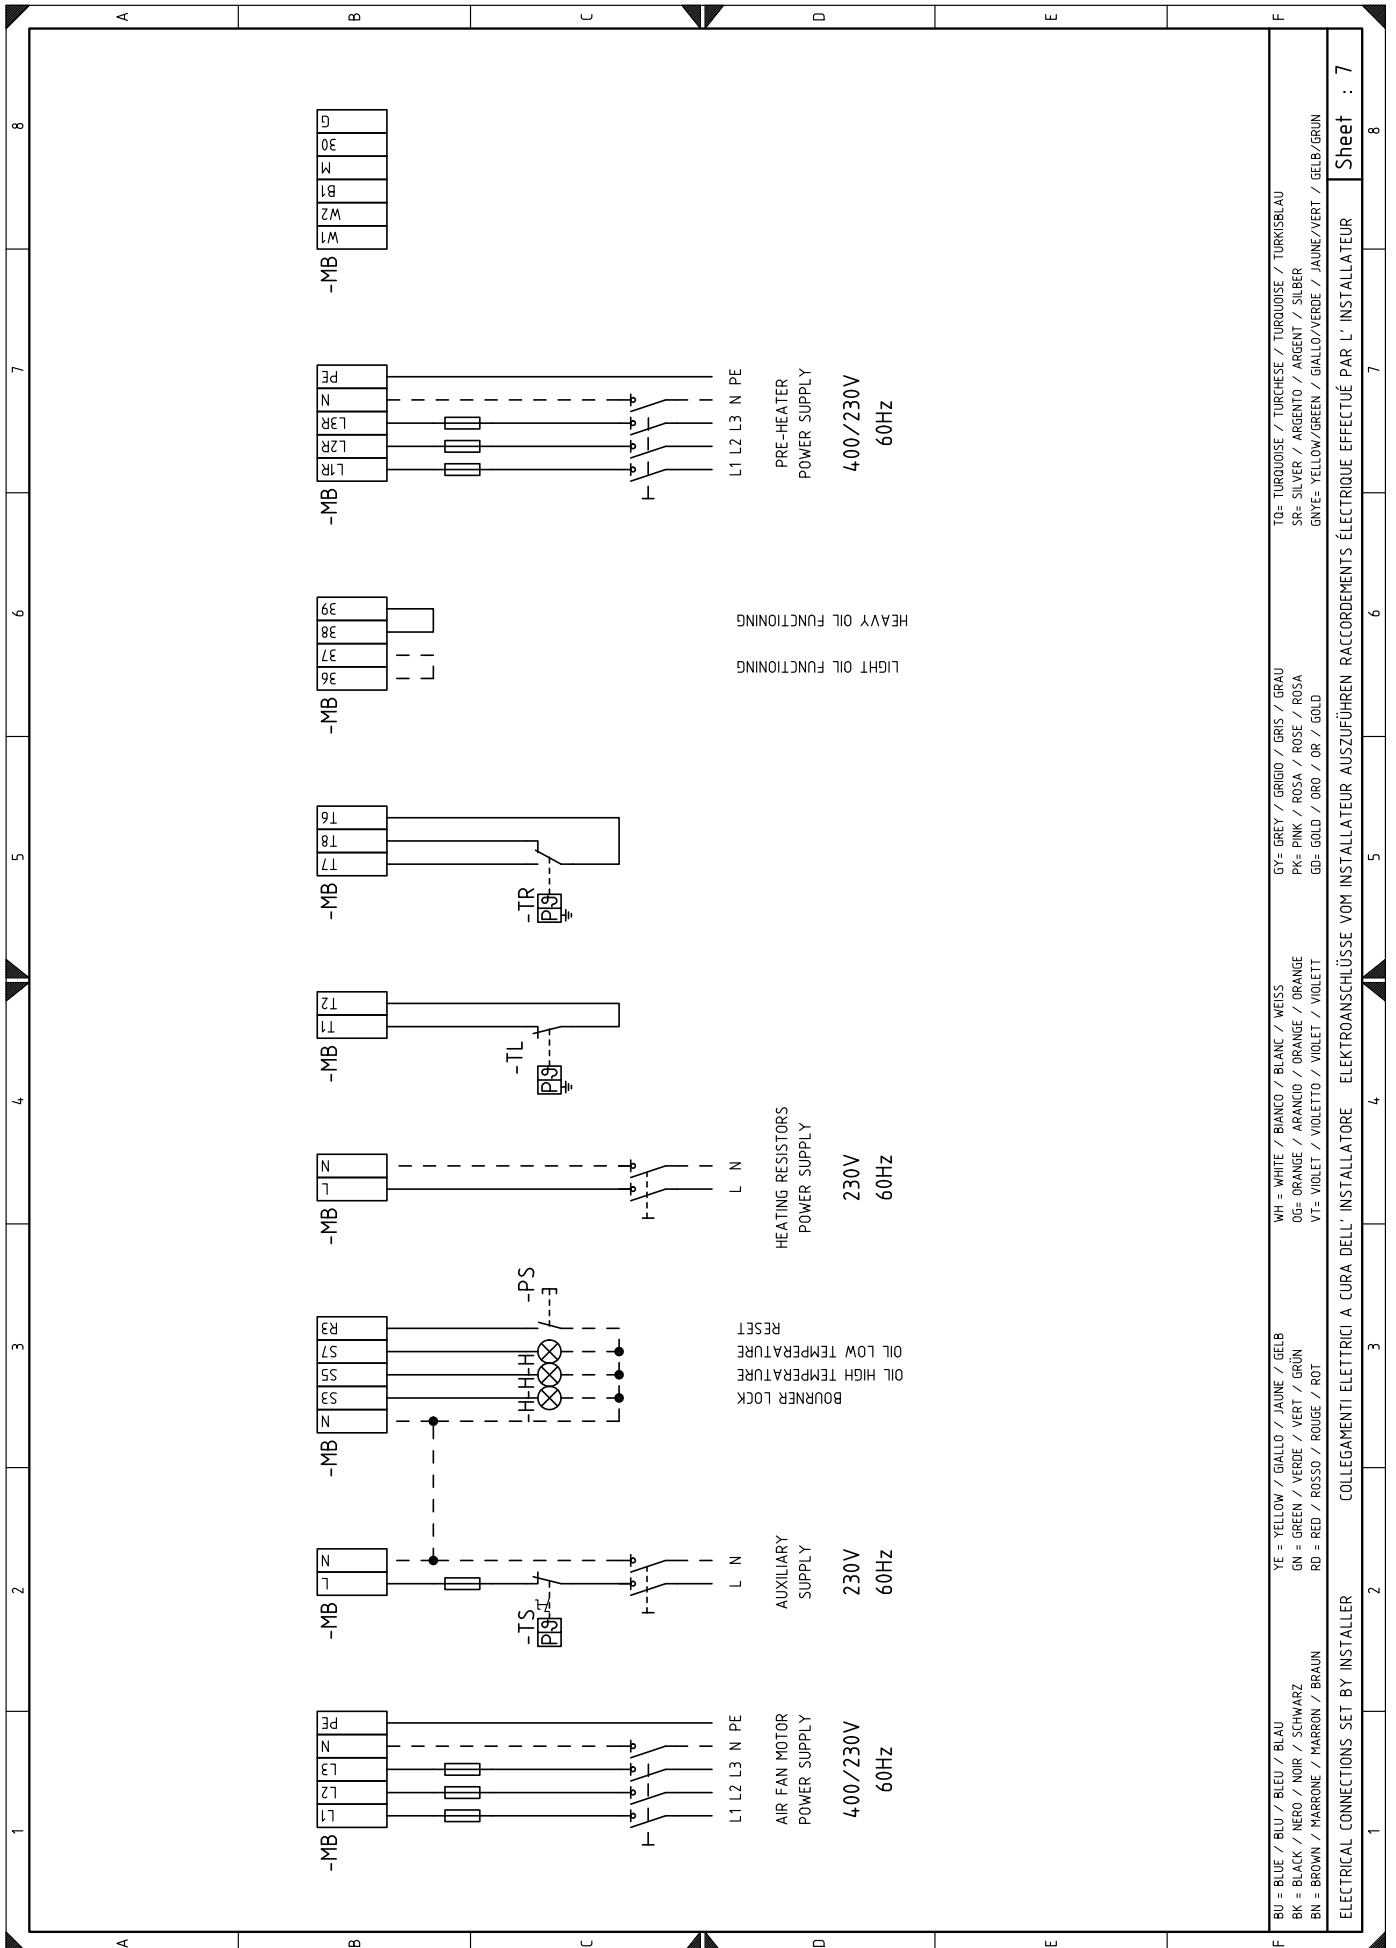 1 2 3 4 5 6 7 8
A
B
C
D
E
F
-MB
L1 L2 L3 N PE
L1 L2 L3 N PE
AIR FAN MOTOR
POWER SUPPLY
400/230V
60Hz
-MB
L N
-TS
P9
L N
AUXILIARY
SUPPLY
230V
60Hz
-MB
N S3 S5 S7 R3
-H
-H
-H
-PS
BOURNER LOCK
OIL HIGH TEMPERATURE
OIL LOW TEMPERATURE
RESET
-MB
L N
L N
HEATING RESISTORS
POWER SUPPLY
230V
60Hz
-MB
T1 T2
-TL
P9
-MB
T7 T8 T6
-TR
P9
-MB
36 37 38 39
LIGHT OIL FUNCTIONING
HEAVY OIL FUNCTIONING
-MB
L1R L2R L3R N PE
L1 L2 L3 N PE
PRE-HEATER
POWER SUPPLY
400/230V
60Hz
-MB
W1 W2 B1 M 30 G
BU = BLUE / BLU / BLEU / BLAU
BK = BLACK / NERO / NOIR / SCHWARZ
BN = BROWN / MARRONE / MARRON / BRAUN
YE = YELLOW / GIALLO / JAUNE / GELB
GN = GREEN / VERDE / VERT / GRÜN
RD = RED / ROSSO / ROUGE / ROT
WH = WHITE / BIANCO / BLANC / WEISS
OG= ORANGE / ARANCIO / ORANGE / ORANGE
VT= VIOLET / VIOLETTO / VIOLET / VIOLETT
GY= GREY / GRIGIO / GRIS / GRAU
PK= PINK / ROSA / ROSE / ROSA
GD= GOLD / ORO / OR / GOLD
TQ= TURQUOISE / TURCHESE / TURQUOISE / TURKISBLAU
SR= SILVER / ARGENTO / ARGENT / SILBER
GNYE= YELLOW/GREEN / GIALLO/VERDE / JAUNE/VERT / GELB/GRUN
ELECTRICAL CONNECTIONS SET BY INSTALLER COLLEGAMENTI ELETTRICI A CURA DELL' INSTALLATORE ELEKTROANSCHLÜSSE VOM INSTALLATEUR AUSZUFÜHREN RACCORDEMENTS ÉLECTRIQUE EFFECTUÉ PAR L' INSTALLATEUR
Sheet : 7
1 2 3 4 5 6 7 8
A
B
C
D
E
F